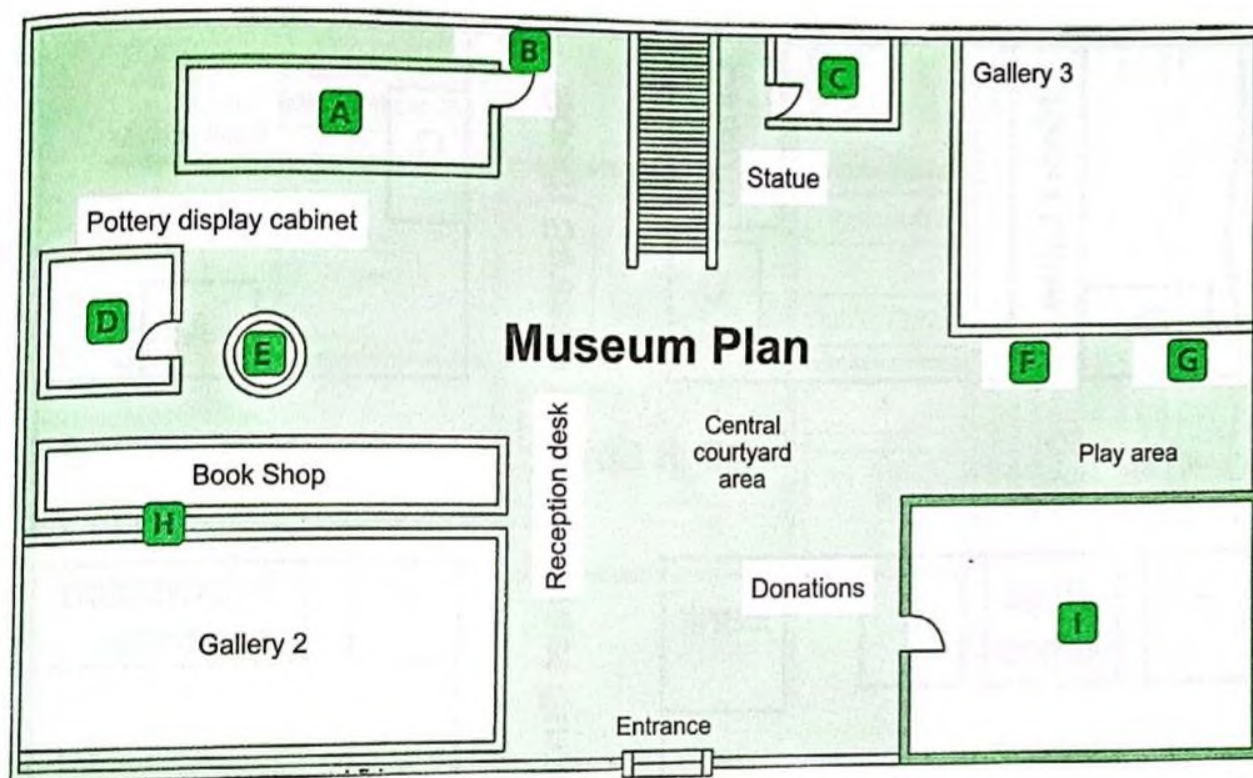 B
A
C
Gallery 3
Statue
Pottery display cabinet
D
E
Museum Plan
F
G
Reception desk
Central
courtyard
area
Play area
Book Shop
H
Donations
I
Gallery 2
Entrance